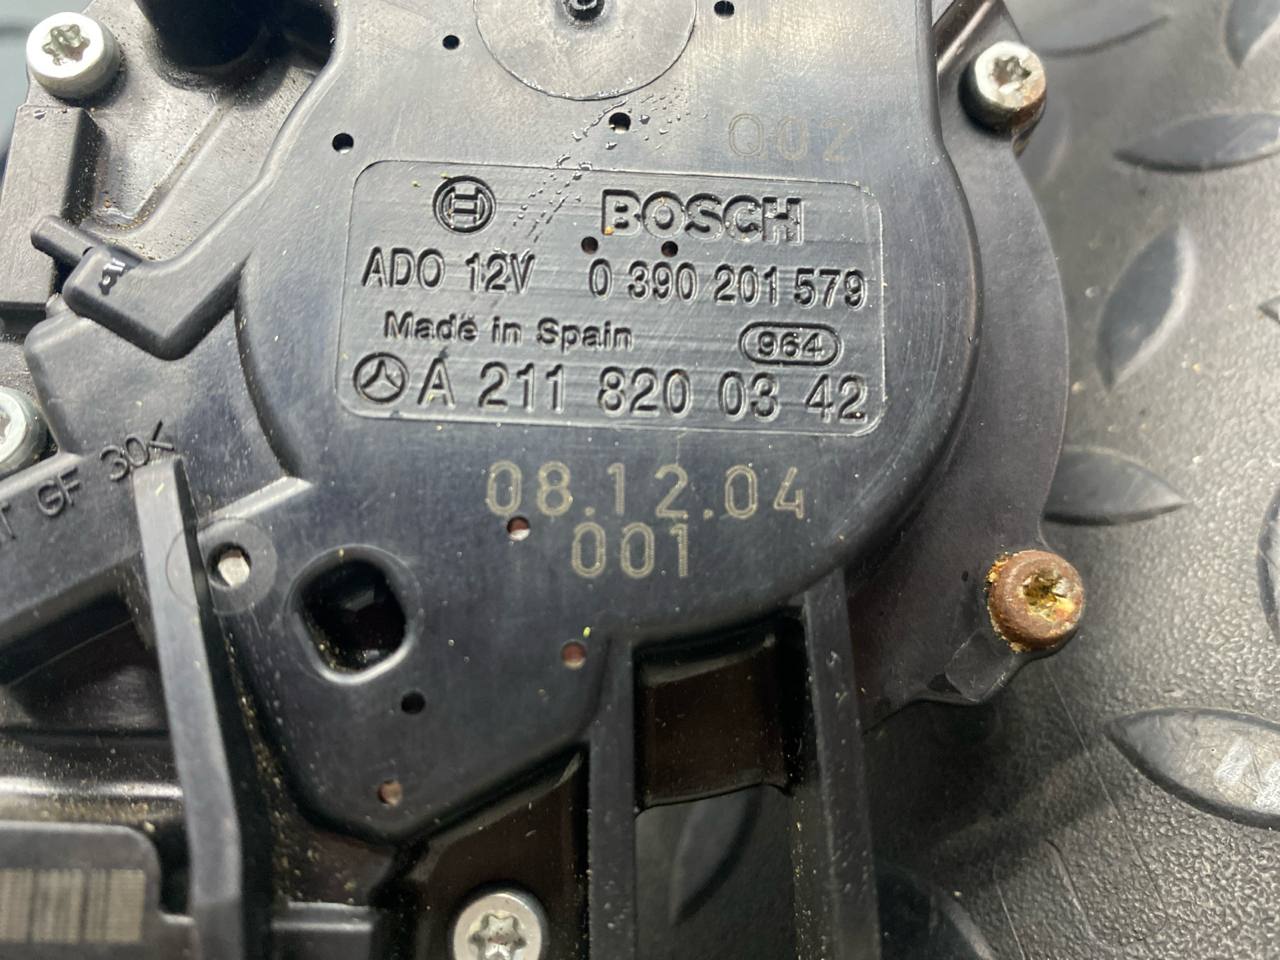 Q02
BOSCH
ADO 12V 0 390 201 579
Made in Spain 964
A 211 820 03 42
GF 30<
08.12.04
001